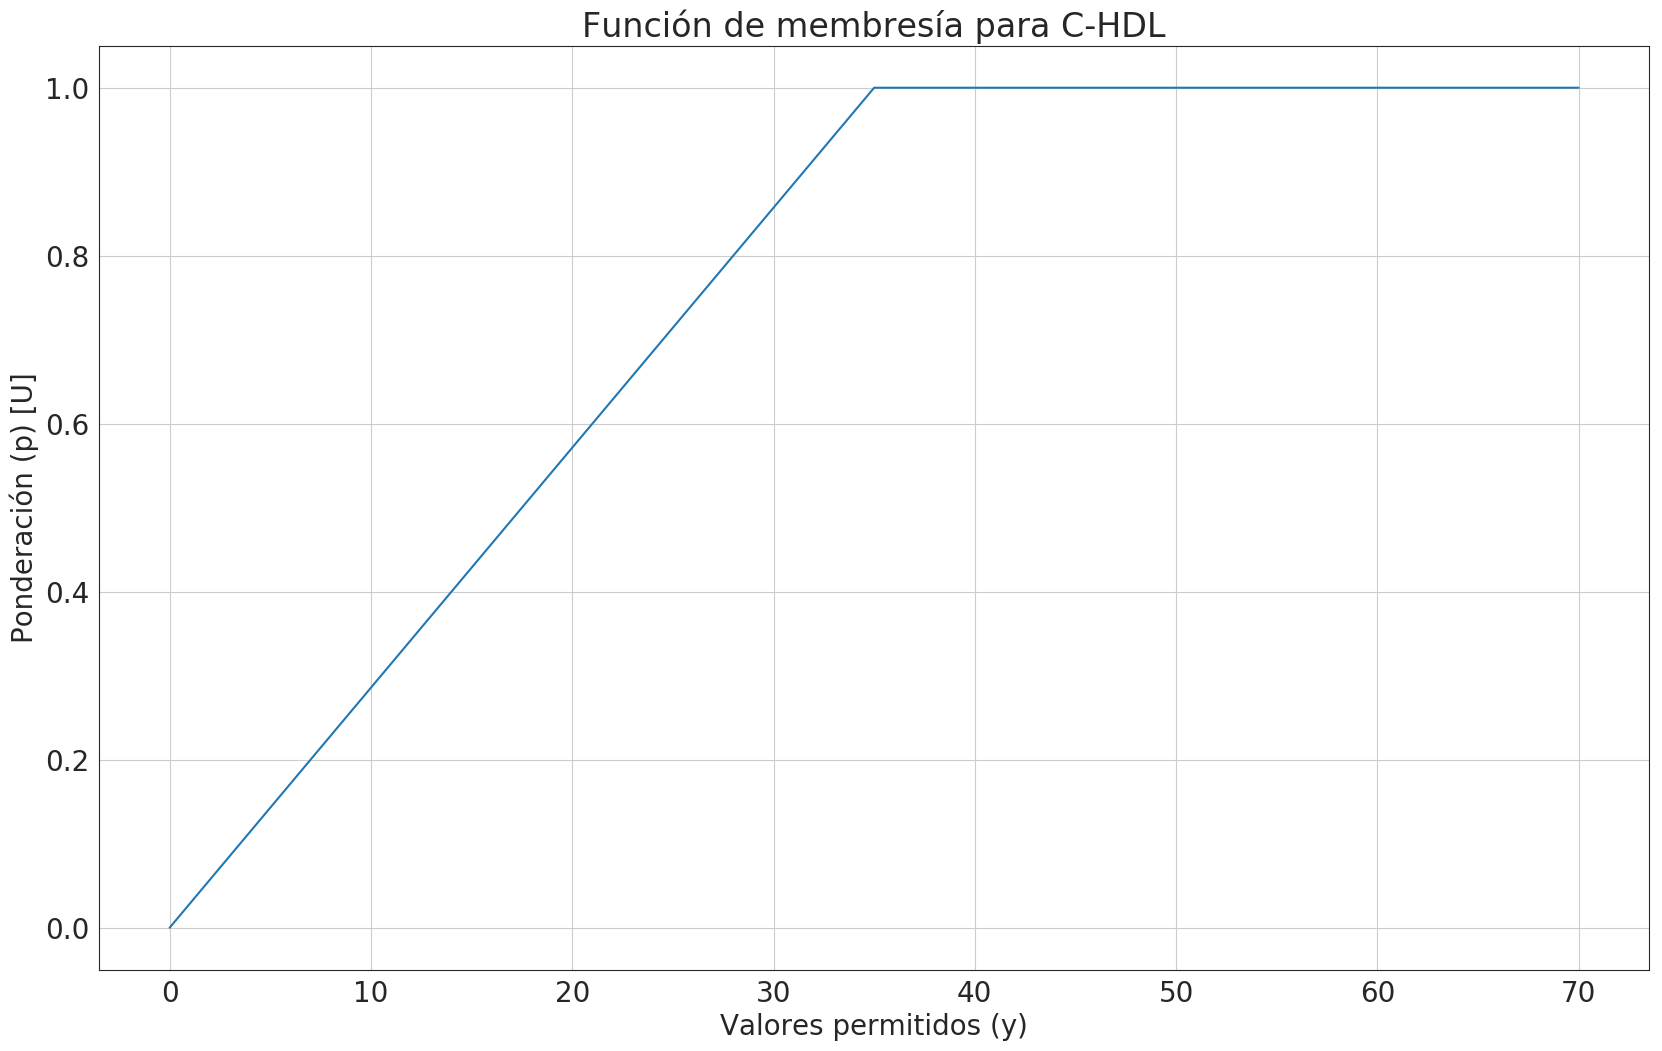 Función de membresía para C-HDL
1.0
0.8
0.6
0.4
0.2
0.0
Ponderación (p) [U]
0 10 20 30 40 50 60 70
Valores permitidos (y)